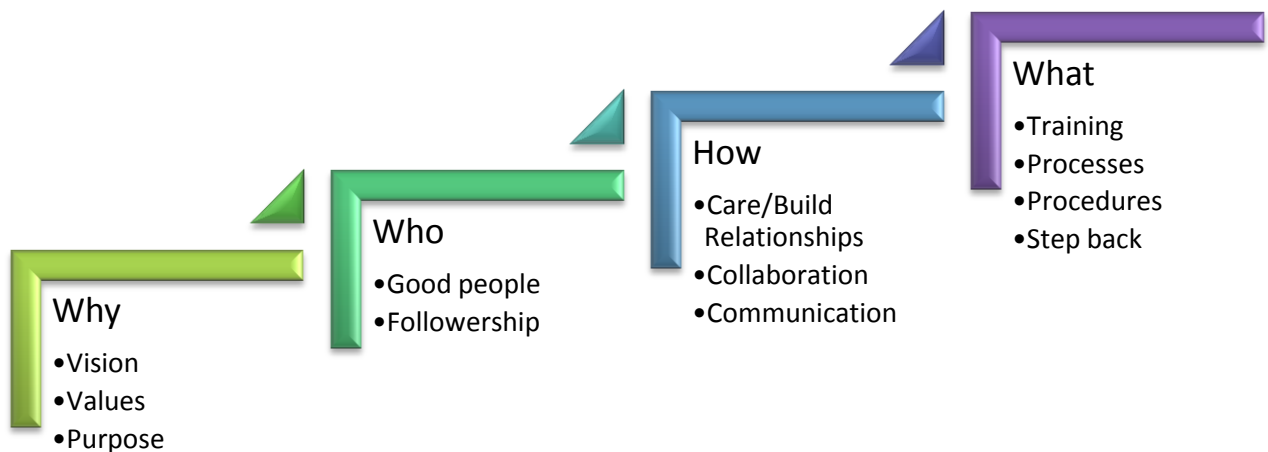 Why
•Vision
•Values
•Purpose
Who
•Good people
•Followership
How
•Care/Build
Relationships
•Collaboration
•Communication
What
•Training
•Processes
•Procedures
•Step back